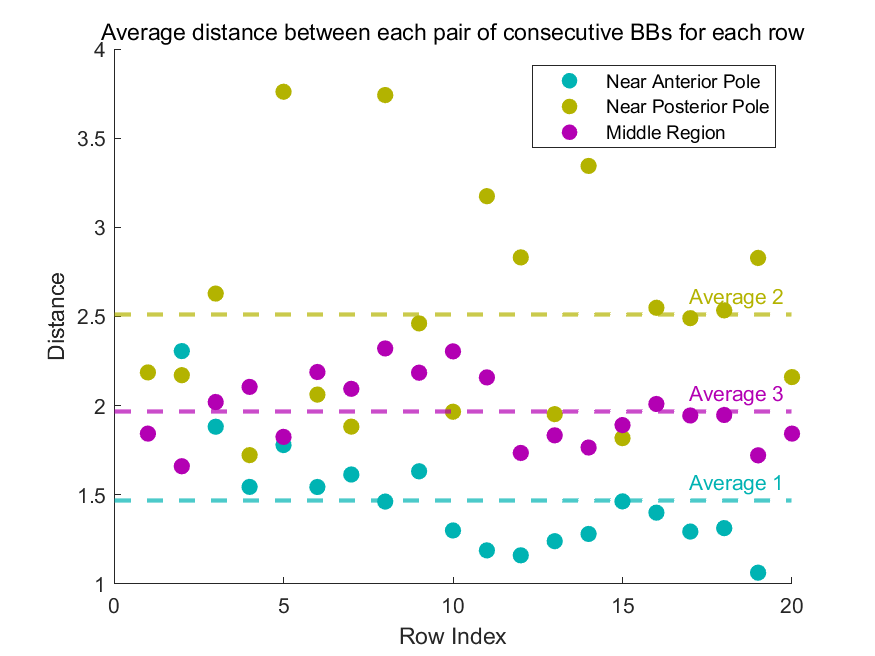 Average distance between each pair of consecutive BBs for each row
4
3.5
3
2.5
2
1.5
1
Distance
Near Anterior Pole
Near Posterior Pole
Middle Region
Average 2
Average 3
Average 1
0 5 10 15 20
Row Index